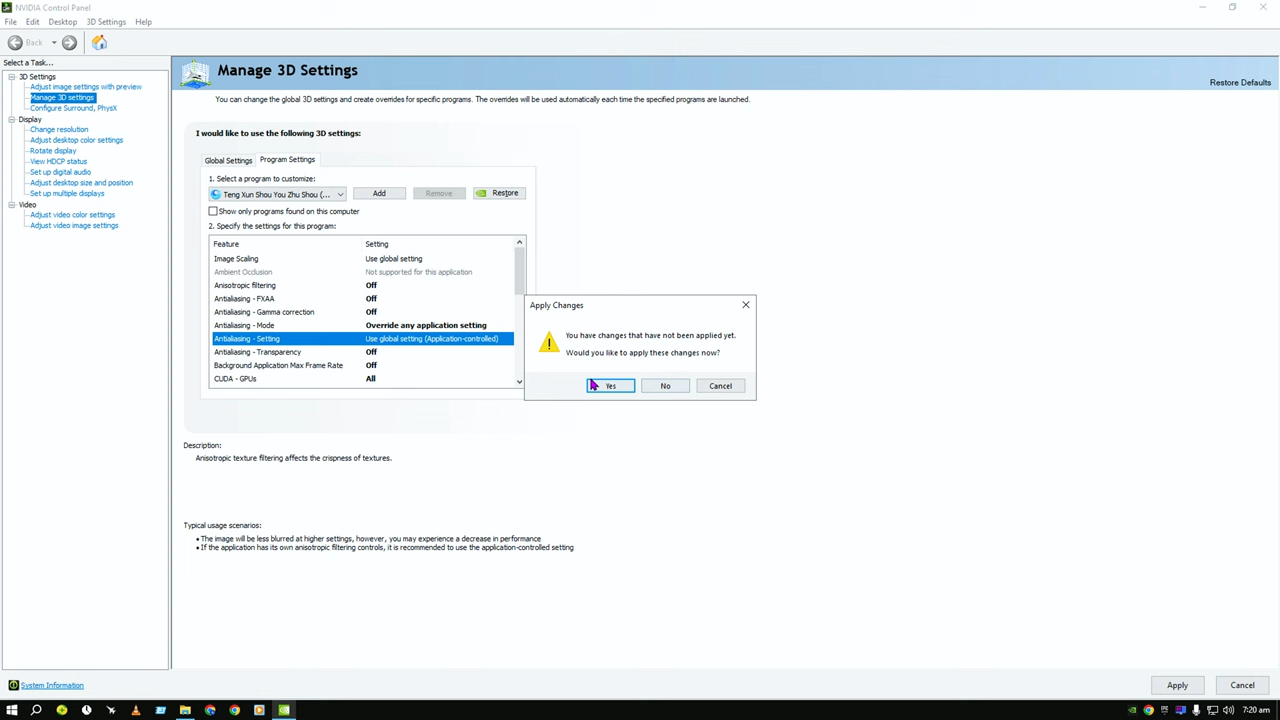 NVIDIA Control Panel
File Edit Desktop 3D Settings Help
Back
Select a Task...
3D Settings
Adjust image settings with preview
Manage 3D settings
Configure Surround, PhysX
Display
Change resolution
Adjust desktop color settings
Rotate display
View HDCP status
Set up digital audio
Adjust desktop size and position
Set up multiple displays
Video
Adjust video color settings
Adjust video image settings
Manage 3D Settings
Restore Defaults
You can change the global 3D settings and create overrides for specific programs. The overrides will be used automatically each time the specified programs are launched.
I would like to use the following 3D settings:
Global Settings Program Settings
1. Select a program to customize:
Teng Xun Shou You Zhu Shou (... Add Remove Restore
Show only programs found on this computer
2. Specify the settings for this program:
Feature Setting
Image Scaling Use global setting
Ambient Occlusion Not supported for this application
Anisotropic filtering Off
Antialiasing - FXAA Off
Antialiasing - Gamma correction Off
Antialiasing - Mode Override any application setting
Antialiasing - Setting Use global setting (Application-controlled)
Antialiasing - Transparency Off
Background Application Max Frame Rate Off
CUDA - GPUs All
Apply Changes
You have changes that have not been applied yet.
Would you like to apply these changes now?
Yes No Cancel
Description:
Anisotropic texture filtering affects the crispness of textures.
Typical usage scenarios:
• The image will be less blurred at higher settings, however, you may experience a decrease in performance
• If the application has its own anisotropic filtering controls, it is recommended to use the application-controlled setting
System Information
Apply Cancel
7:20 am